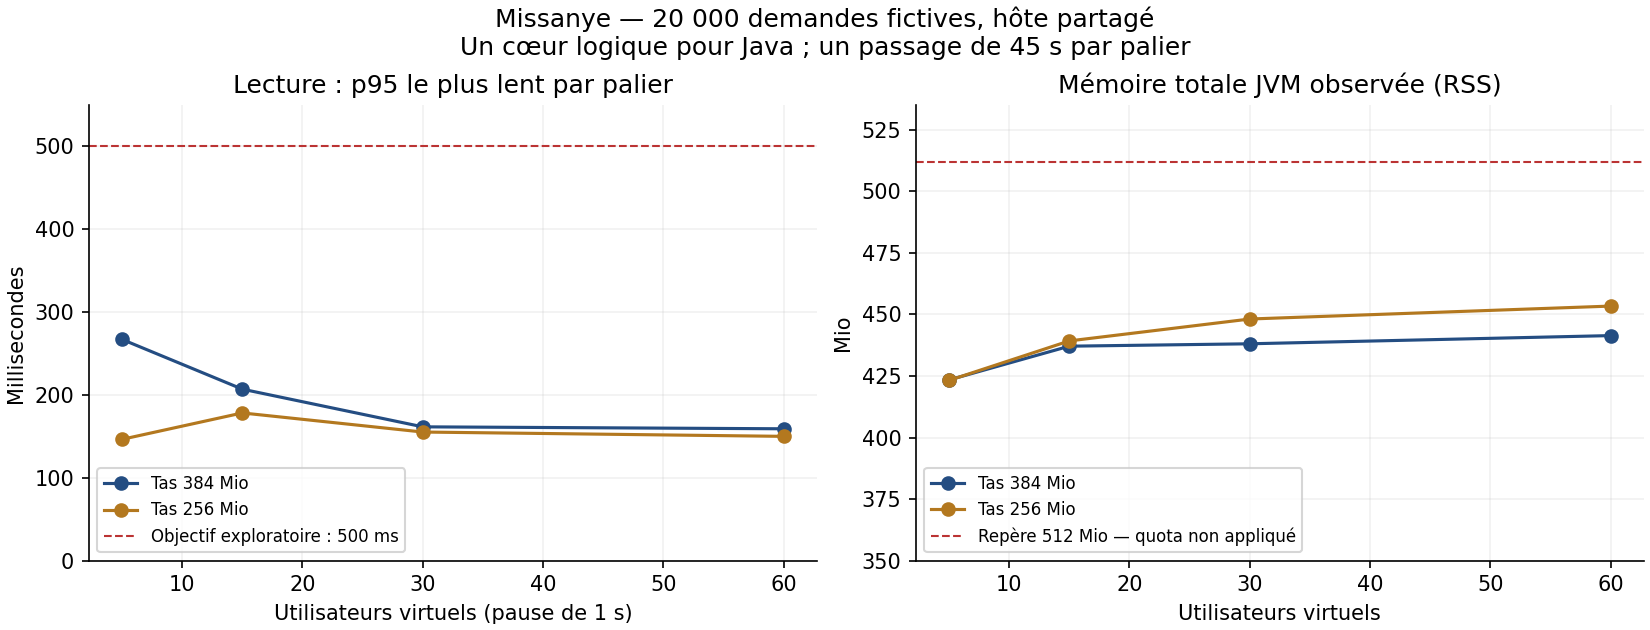 Missanye — 20 000 demandes fictives, hôte partagé
Un cœur logique pour Java ; un passage de 45 s par palier
Lecture : p95 le plus lent par palier
500
400
300
200
100
0
Millisecondes
Tas 384 Mio
Tas 256 Mio
Objectif exploratoire : 500 ms
10
20
30
40
50
60
Utilisateurs virtuels (pause de 1 s)
Mémoire totale JVM observée (RSS)
525
500
475
450
425
400
375
350
Mio
Tas 384 Mio
Tas 256 Mio
Repère 512 Mio — quota non appliqué
10
20
30
40
50
60
Utilisateurs virtuels